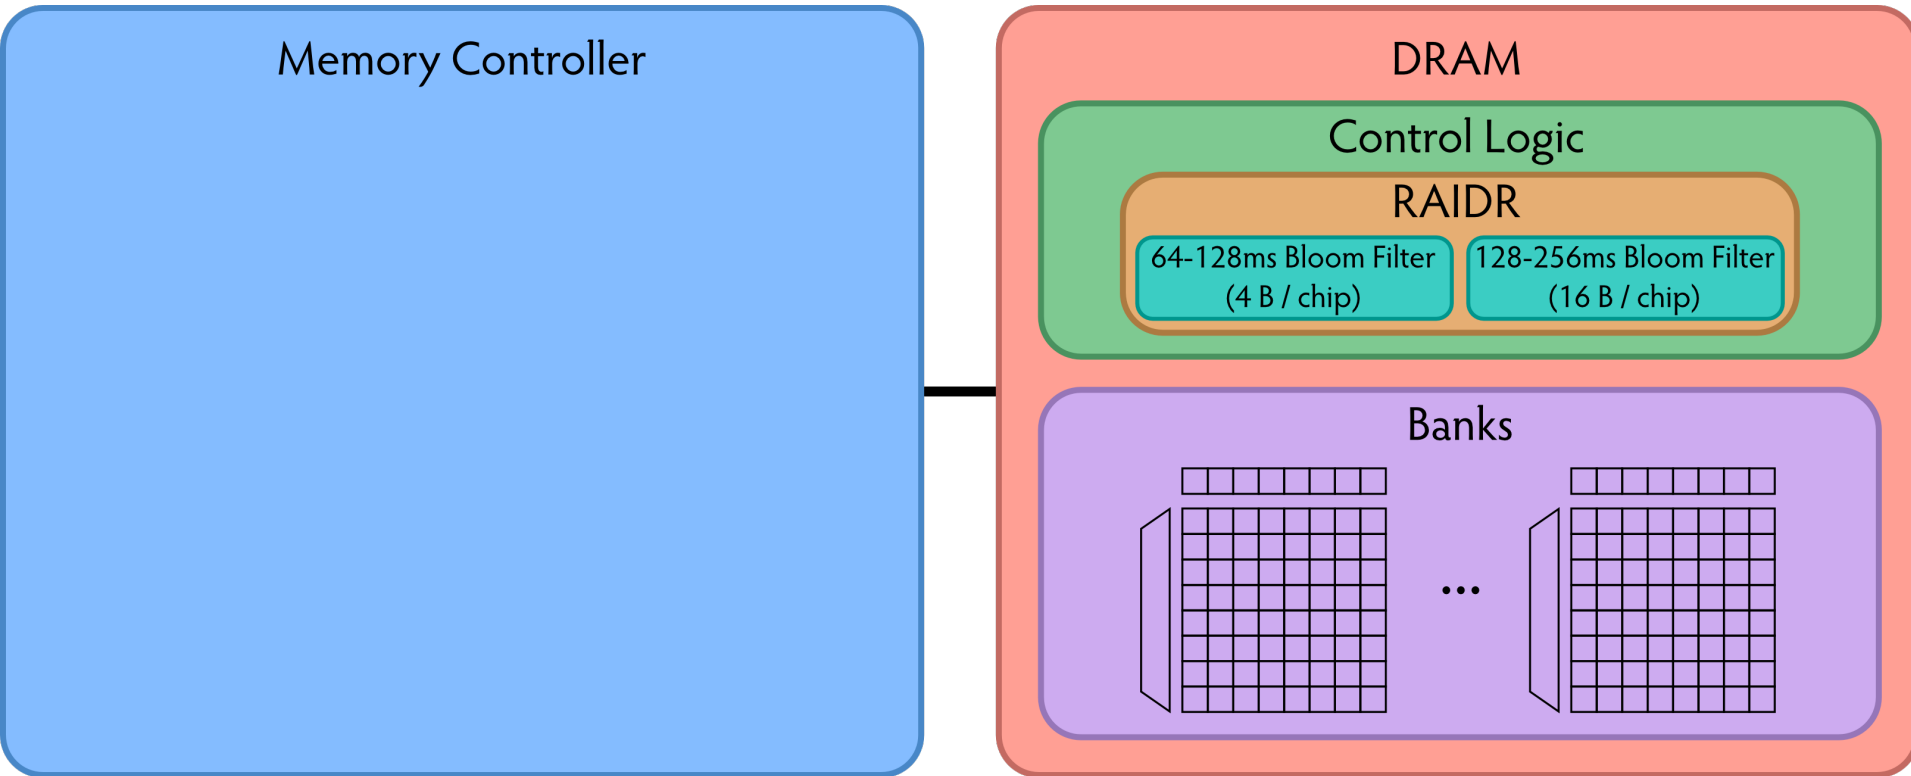 Memory Controller
DRAM
Control Logic
RAIDR
64-128ms Bloom Filter
(4 B / chip)
128-256ms Bloom Filter
(16 B / chip)
Banks
...